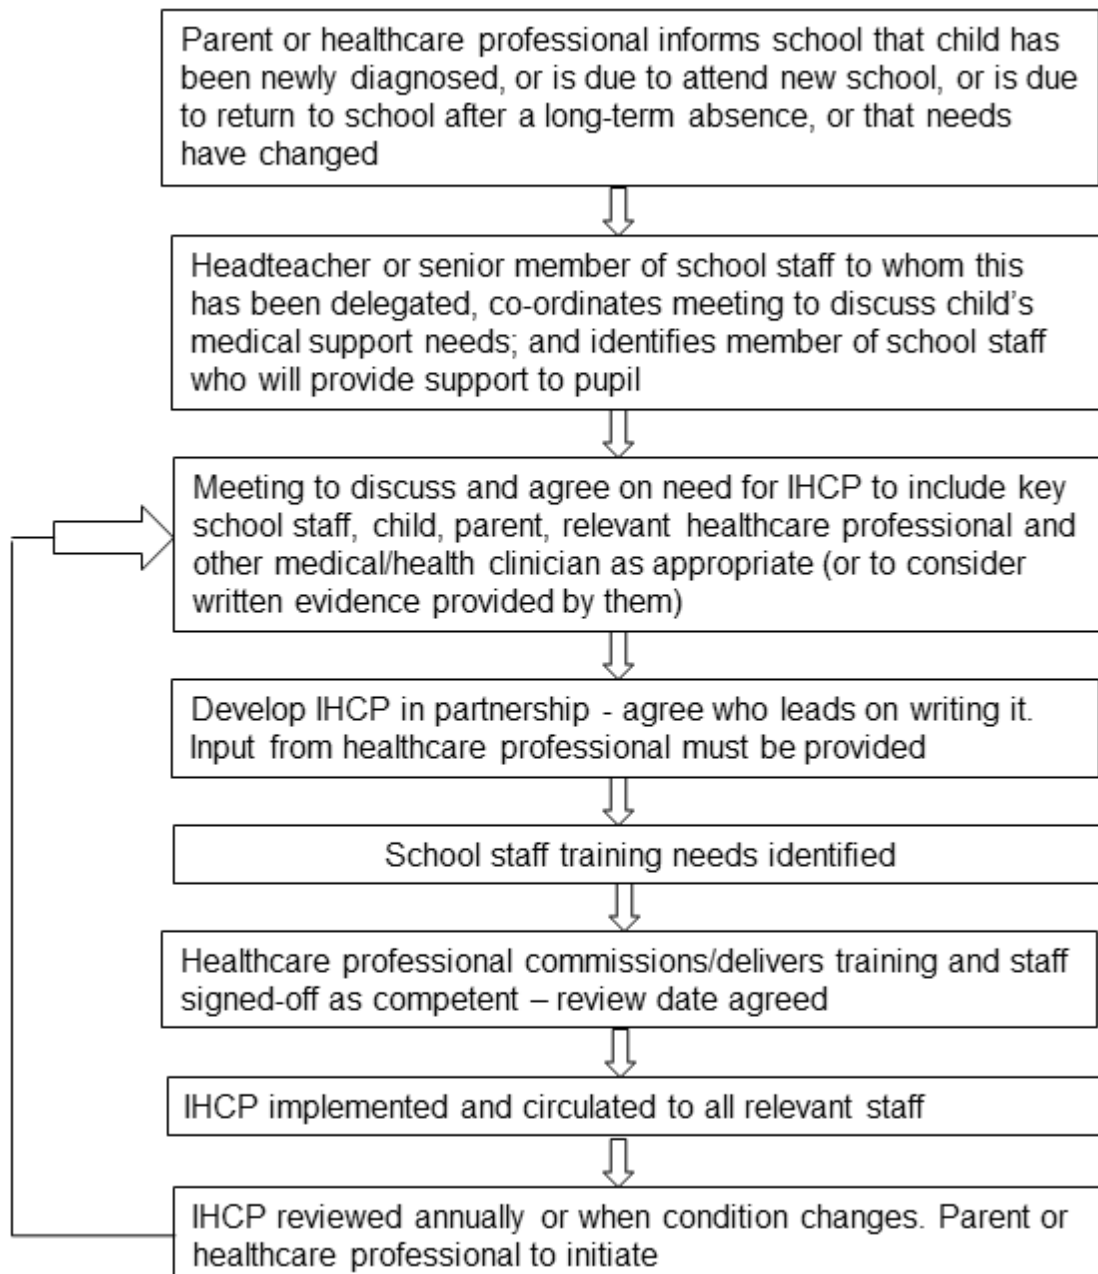 Parent or healthcare professional informs school that child has
been newly diagnosed, or is due to attend new school, or is due
to return to school after a long-term absence, or that needs
have changed
Headteacher or senior member of school staff to whom this
has been delegated, co-ordinates meeting to discuss child's
medical support needs; and identifies member of school staff
who will provide support to pupil
Meeting to discuss and agree on need for IHCP to include key
school staff, child, parent, relevant healthcare professional and
other medical/health clinician as appropriate (or to consider
written evidence provided by them)
Develop IHCP in partnership - agree who leads on writing it.
Input from healthcare professional must be provided
School staff training needs identified
Healthcare professional commissions/delivers training and staff
signed-off as competent – review date agreed
IHCP implemented and circulated to all relevant staff
IHCP reviewed annually or when condition changes. Parent or
healthcare professional to initiate